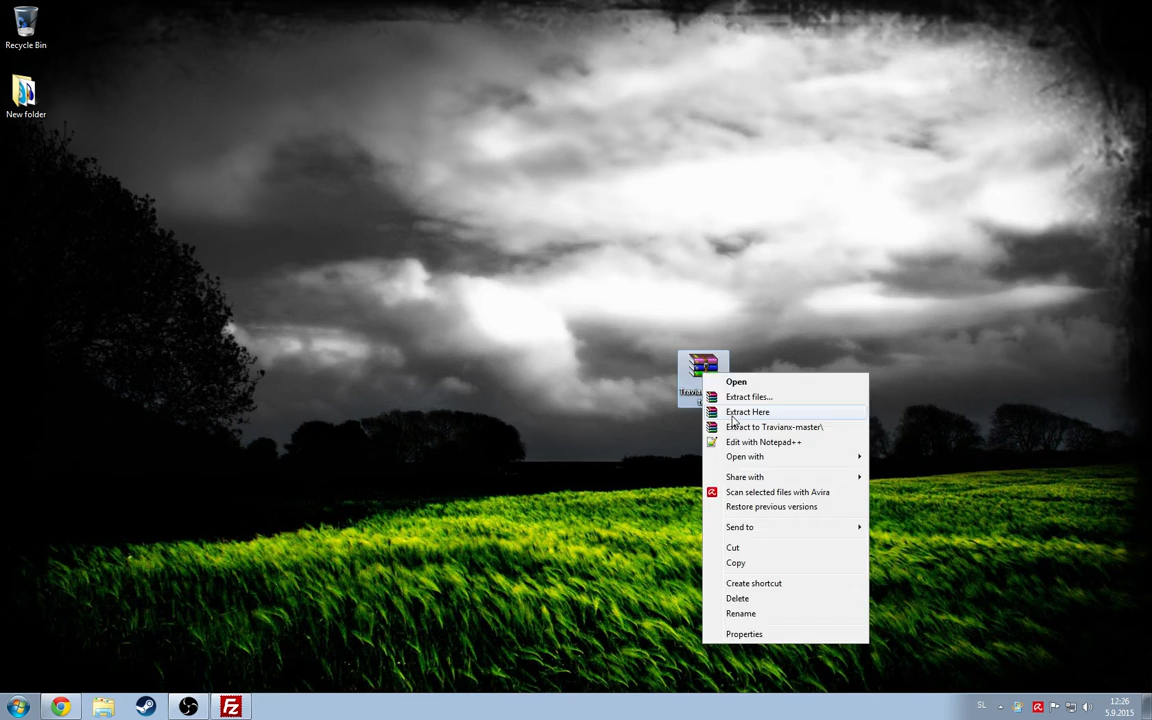 Recycle Bin
New folder
Open
Extract files...
Extract Here
Extract to Travianx-master\
Edit with Notepad++
Open with
Share with
Scan selected files with Avira
Restore previous versions
Send to
Cut
Copy
Create shortcut
Delete
Rename
Properties
SL
12:26
5.9.2015